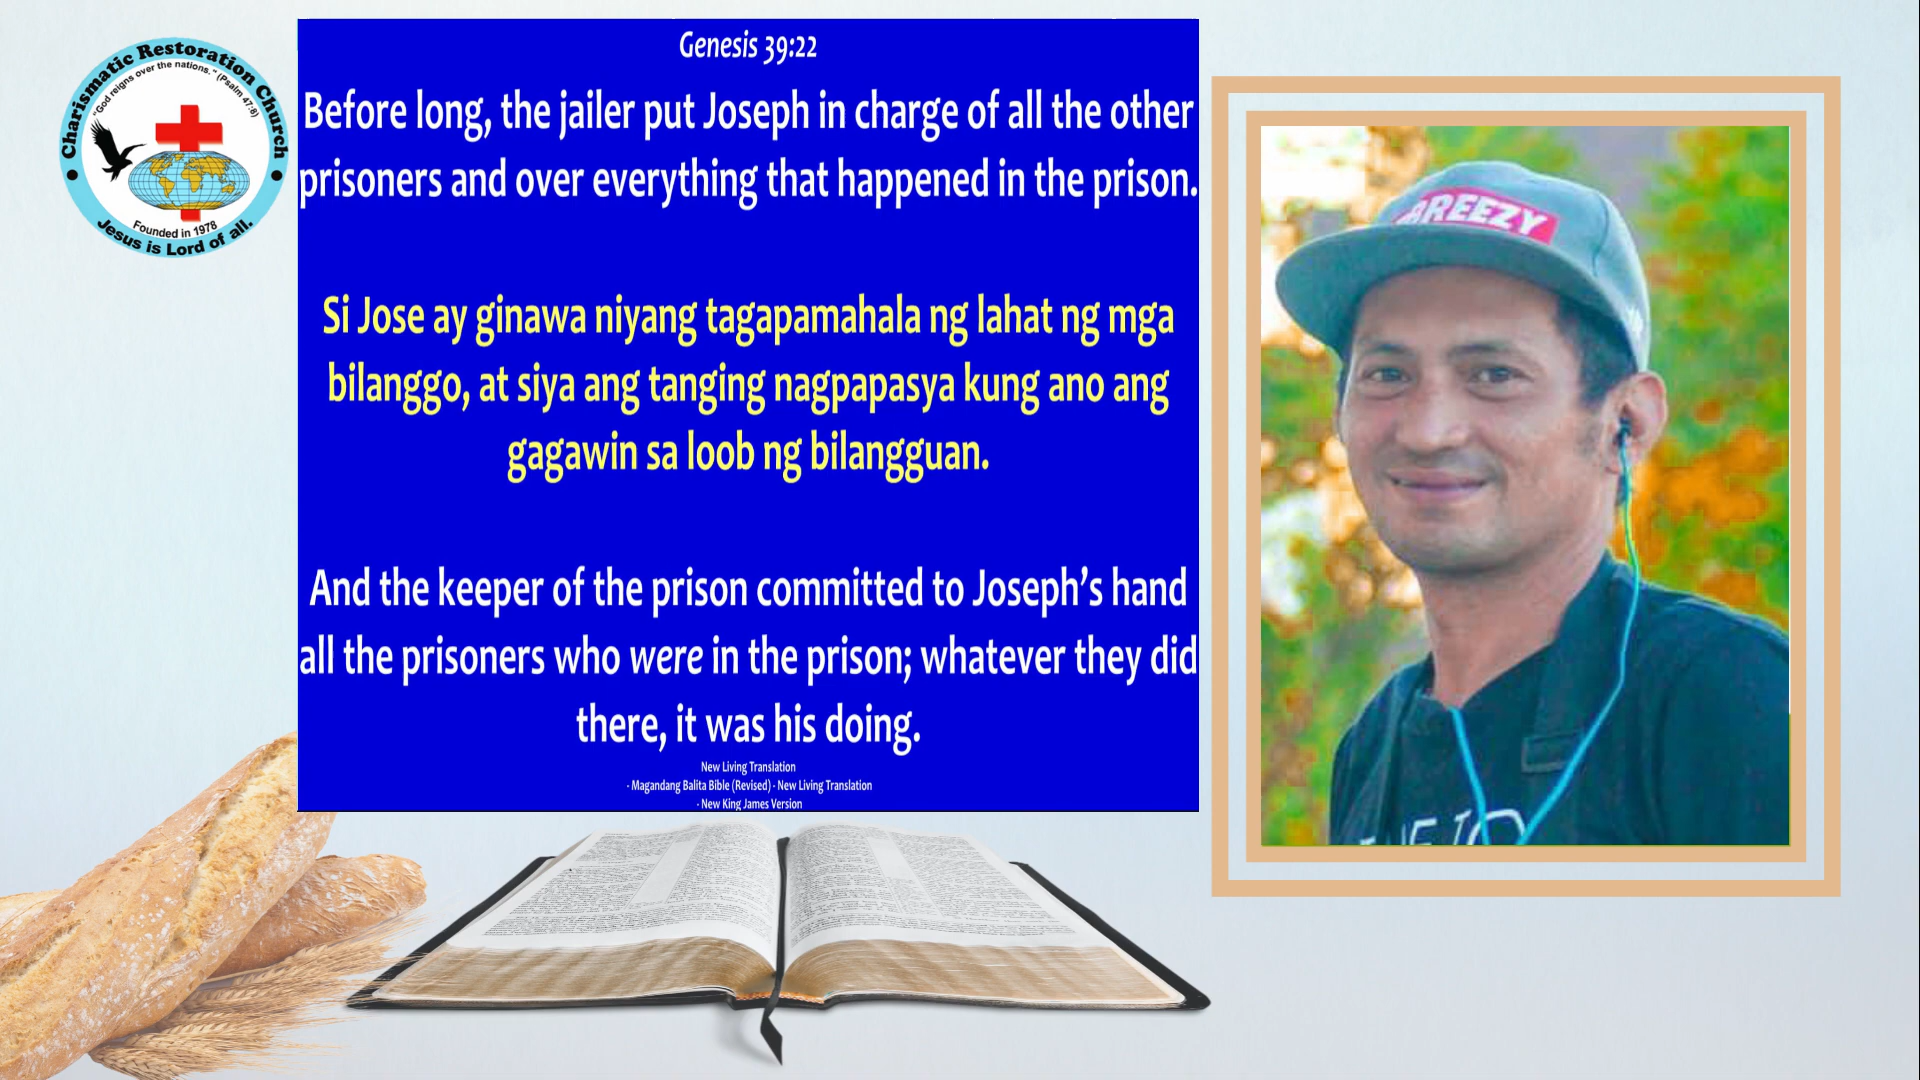 Charismatic Restoration Church
"God reigns over the nations." (Psalm 47:8)
Founded in 1978
Jesus is Lord of all.
Genesis 39:22
Before long, the jailer put Joseph in charge of all the other
prisoners and over everything that happened in the prison.
Si Jose ay ginawa niyang tagapamahala ng lahat ng mga
bilanggo, at siya ang tanging nagpapasya kung ano ang
gagawin sa loob ng bilangguan.
And the keeper of the prison committed to Joseph’s hand
all the prisoners who were in the prison; whatever they did
there, it was his doing.
New Living Translation
- Magandang Balita Bible (Revised) - New Living Translation
- New King James Version
BREEZY